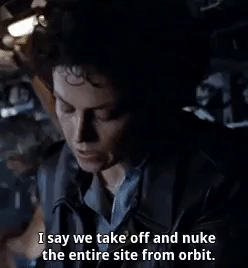 I say we take off and nuke
the entire site from orbit.